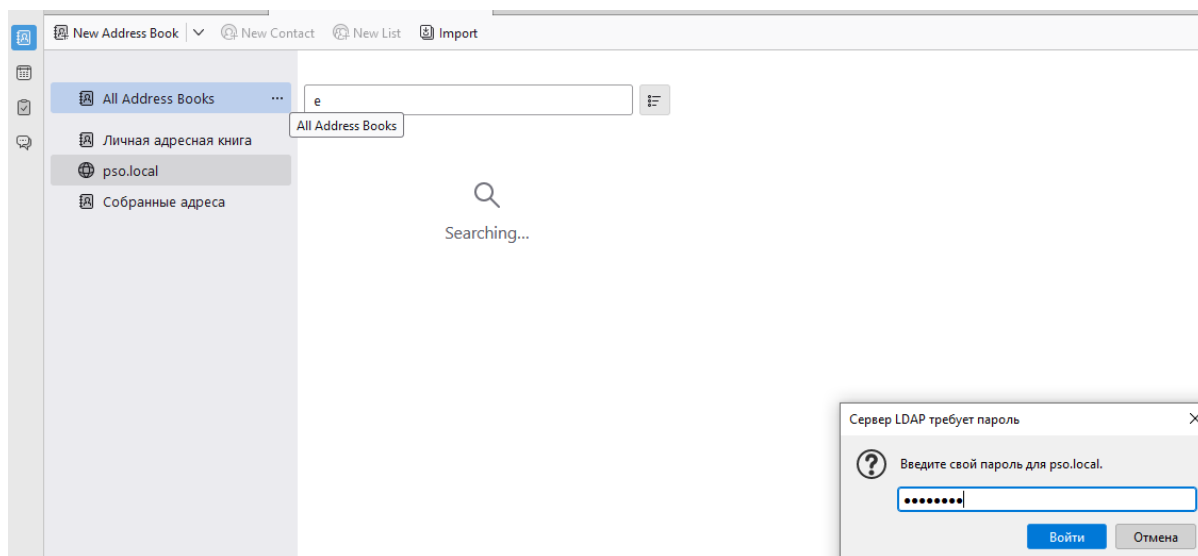 New Address Book New Contact New List Import
All Address Books ...
e
All Address Books
Личная адресная книга
pso.local
Собранные адреса
Searching...
Сервер LDAP требует пароль
Введите свой пароль для pso.local.
••••••••
Войти Отмена